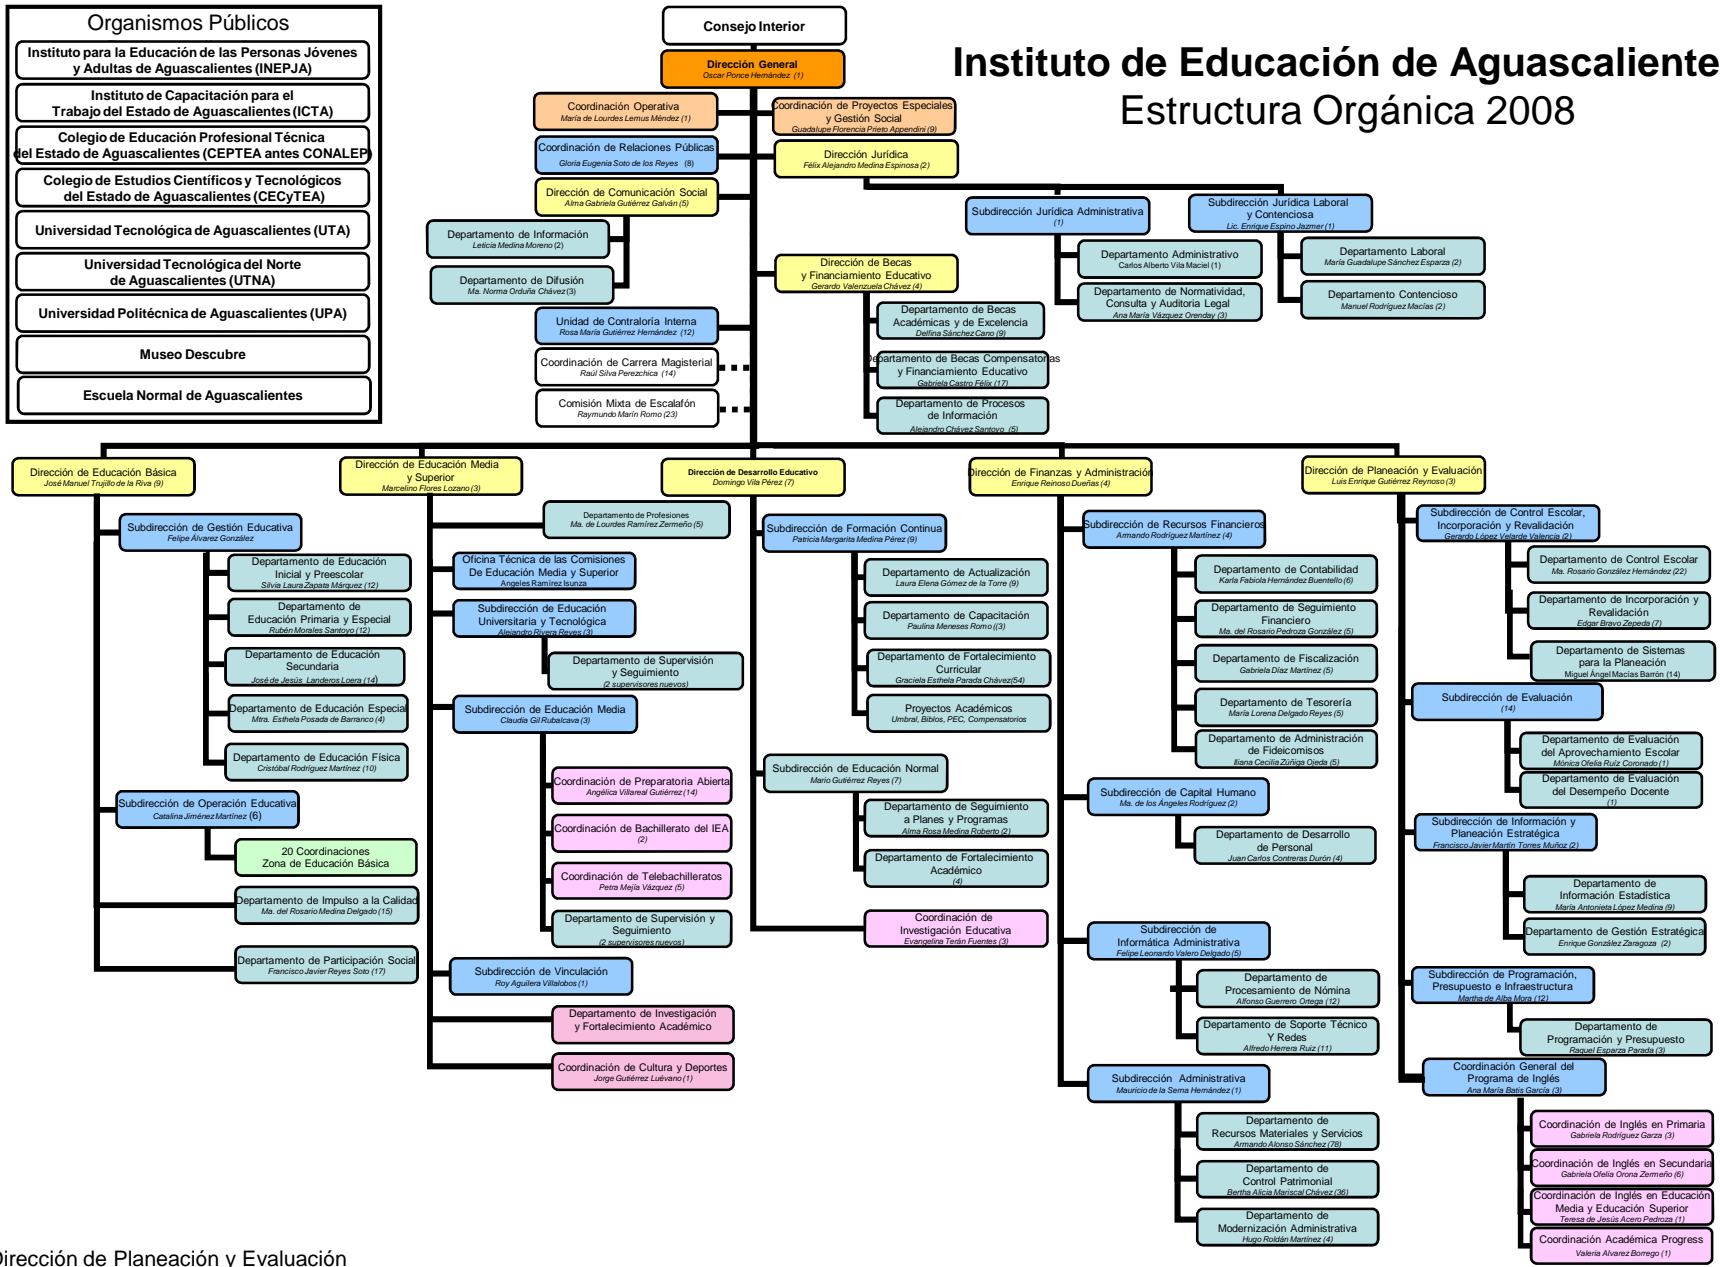 Organismos Públicos
Instituto para la Educación de las Personas Jóvenes
y Adultas de Aguascalientes (INEPJA)
Instituto de Capacitación para el
Trabajo del Estado de Aguascalientes (ICTA)
Colegio de Educación Profesional Técnica
del Estado de Aguascalientes (CEPTEA antes CONALEP)
Colegio de Estudios Científicos y Tecnológicos
del Estado de Aguascalientes (CECyTEA)
Universidad Tecnológica de Aguascalientes (UTA)
Universidad Tecnológica del Norte
de Aguascalientes (UTNA)
Universidad Politécnica de Aguascalientes (UPA)
Museo Descubre
Escuela Normal de Aguascalientes
Instituto de Educación de Aguascaliente
Estructura Orgánica 2008
Consejo Interior
Dirección General
Oscar Ponce Hernández (1)
Coordinación Operativa
María de Lourdes Lemus Méndez (1)
Coordinación de Proyectos Especiales
y Gestión Social
Guadalupe Florencia Prieto Appendini (9)
Coordinación de Relaciones Públicas
Gloria Eugenia Soto de los Reyes (8)
Dirección Jurídica
Félix Alejandro Medina Espinosa (2)
Dirección de Comunicación Social
Alma Gabriela Gutiérrez Galván (5)
Departamento de Información
Leticia Medina Moreno (2)
Departamento de Difusión
Ma. Norma Orduña Chávez (3)
Subdirección Jurídica Administrativa
(1)
Departamento Administrativo
Carlos Alberto Vila Maciel (1)
Departamento de Normatividad,
Consulta y Auditoria Legal
Ana María Vázquez Orenday (3)
Subdirección Jurídica Laboral
y Contenciosa
Lic. Enrique Espino Jazmer (1)
Departamento Laboral
María Guadalupe Sánchez Esparza (2)
Departamento Contencioso
Manuel Rodríguez Macías (2)
Dirección de Becas
y Financiamiento Educativo
Gerardo Valenzuela Chávez (4)
Departamento de Becas
Académicas y de Excelencia
Delfina Sánchez Cano (9)
Departamento de Becas Compensatorias
y Financiamiento Educativo
Gabriela Castro Félix (17)
Departamento de Procesos
de Información
Alejandro Chávez Santoyo (5)
Unidad de Contraloría Interna
Rosa María Gutiérrez Hernández (12)
Coordinación de Carrera Magisterial
Raúl Silva Perezchica (14)
Comisión Mixta de Escalafón
Raymundo Marín Romo (23)
Dirección de Educación Básica
José Manuel Trujillo de la Riva (9)
Subdirección de Gestión Educativa
Felipe Álvarez González
Departamento de Educación
Inicial y Preescolar
Silvia Laura Zapata Márquez (12)
Departamento de
Educación Primaria y Especial
Rubén Morales Santoyo (12)
Departamento de Educación
Secundaria
José de Jesús Landeros Loera (14)
Departamento de Educación Especial
Mtra. Esthela Posada de Barranco (4)
Departamento de Educación Física
Cristóbal Rodríguez Martínez (10)
Subdirección de Operación Educativa
Catalina Jiménez Martínez (6)
20 Coordinaciones
Zona de Educación Básica
Departamento de Impulso a la Calidad
Ma. del Rosario Medina Delgado (15)
Departamento de Participación Social
Francisco Javier Reyes Soto (17)
Dirección de Educación Media
y Superior
Marcelino Flores Lozano (3)
Departamento de Profesiones
Ma. de Lourdes Ramírez Zermeño (5)
Oficina Técnica de las Comisiones
De Educación Media y Superior
Angeles Ramírez Isunza
Subdirección de Educación
Universitaria y Tecnológica
Alejandro Rivera Reyes (3)
Departamento de Supervisión
y Seguimiento
(2 supervisores nuevos)
Subdirección de Educación Media
Claudia Gil Rubalcava (3)
Coordinación de Preparatoria Abierta
Angélica Villareal Gutiérrez (14)
Coordinación de Bachillerato del IEA
(2)
Coordinación de Telebachilleratos
Petra Mejía Vázquez (5)
Departamento de Supervisión y
Seguimiento
(2 supervisores nuevos)
Subdirección de Vinculación
Roy Aguilera Villalobos (1)
Departamento de Investigación
y Fortalecimiento Académico
Coordinación de Cultura y Deportes
Jorge Gutiérrez Luévano (1)
Dirección de Desarrollo Educativo
Domingo Vila Pérez (7)
Subdirección de Formación Continua
Patricia Margarita Medina Pérez (9)
Departamento de Actualización
Laura Elena Gómez de la Torre (9)
Departamento de Capacitación
Paulina Meneses Romo ((3)
Departamento de Fortalecimiento
Curricular
Graciela Esthela Parada Chávez(54)
Proyectos Académicos
Umbral, Biblos, PEC, Compensatorios
Subdirección de Educación Normal
Mario Gutiérrez Reyes (7)
Departamento de Seguimiento
a Planes y Programas
Alma Rosa Medina Roberto (2)
Departamento de Fortalecimiento
Académico
(4)
Coordinación de
Investigación Educativa
Evangelina Terán Fuentes (3)
Dirección de Finanzas y Administración
Enrique Reinoso Dueñas (4)
Subdirección de Recursos Financieros
Armando Rodríguez Martínez (4)
Departamento de Contabilidad
Karla Fabiola Hernández Buentello (6)
Departamento de Seguimiento
Financiero
Ma. del Rosario Pedroza González (5)
Departamento de Fiscalización
Gabriela Díaz Martínez (5)
Departamento de Tesorería
María Lorena Delgado Reyes (5)
Departamento de Administración
de Fideicomisos
Iliana Cecilia Zúñiga Ojeda (5)
Subdirección de Capital Humano
Ma. de los Ángeles Rodríguez (2)
Departamento de Desarrollo
de Personal
Juan Carlos Contreras Durón (4)
Subdirección de
Informática Administrativa
Felipe Leonardo Valero Delgado (5)
Departamento de
Procesamiento de Nómina
Alfonso Guerrero Ortega (12)
Departamento de Soporte Técnico
Y Redes
Alfredo Herrera Ruiz (11)
Subdirección Administrativa
Mauricio de la Serna Hernández (1)
Departamento de
Recursos Materiales y Servicios
Armando Alonso Sánchez (78)
Departamento de
Control Patrimonial
Bertha Alicia Mariscal Chávez (36)
Departamento de
Modernización Administrativa
Hugo Roldán Martínez (4)
Dirección de Planeación y Evaluación
Luis Enrique Gutiérrez Reynoso (3)
Subdirección de Control Escolar,
Incorporación y Revalidación
Gerardo López Velarde Valencia (2)
Departamento de Control Escolar
Ma. Rosario González Hernández (22)
Departamento de Incorporación y
Revalidación
Edgar Bravo Zepeda (7)
Departamento de Sistemas
para la Planeación
Miguel Ángel Macías Barrón (14)
Subdirección de Evaluación
(14)
Departamento de Evaluación
del Aprovechamiento Escolar
Mónica Ofelia Ruíz Coronado (1)
Departamento de Evaluación
del Desempeño Docente
(1)
Subdirección de Información y
Planeación Estratégica
Francisco Javier Martín Torres Muñoz (2)
Departamento de
Información Estadística
María Antonieta López Medina (9)
Departamento de Gestión Estratégica
Enrique González Zaragoza (2)
Subdirección de Programación,
Presupuesto e Infraestructura
Martha de Alba Mora (12)
Departamento de
Programación y Presupuesto
Raquel Esparza Parada (3)
Coordinación General del
Programa de Inglés
Ana María Batis García (3)
Coordinación de Inglés en Primaria
Gabriela Rodríguez Garza (3)
Coordinación de Inglés en Secundaria
Gabriela Ofelia Orona Zermeño (6)
Coordinación de Inglés en Educación
Media y Educación Superior
Teresa de Jesús Acero Pedroza (1)
Coordinación Académica Progress
Valeria Alvarez Borrego (1)
Dirección de Planeación y Evaluación